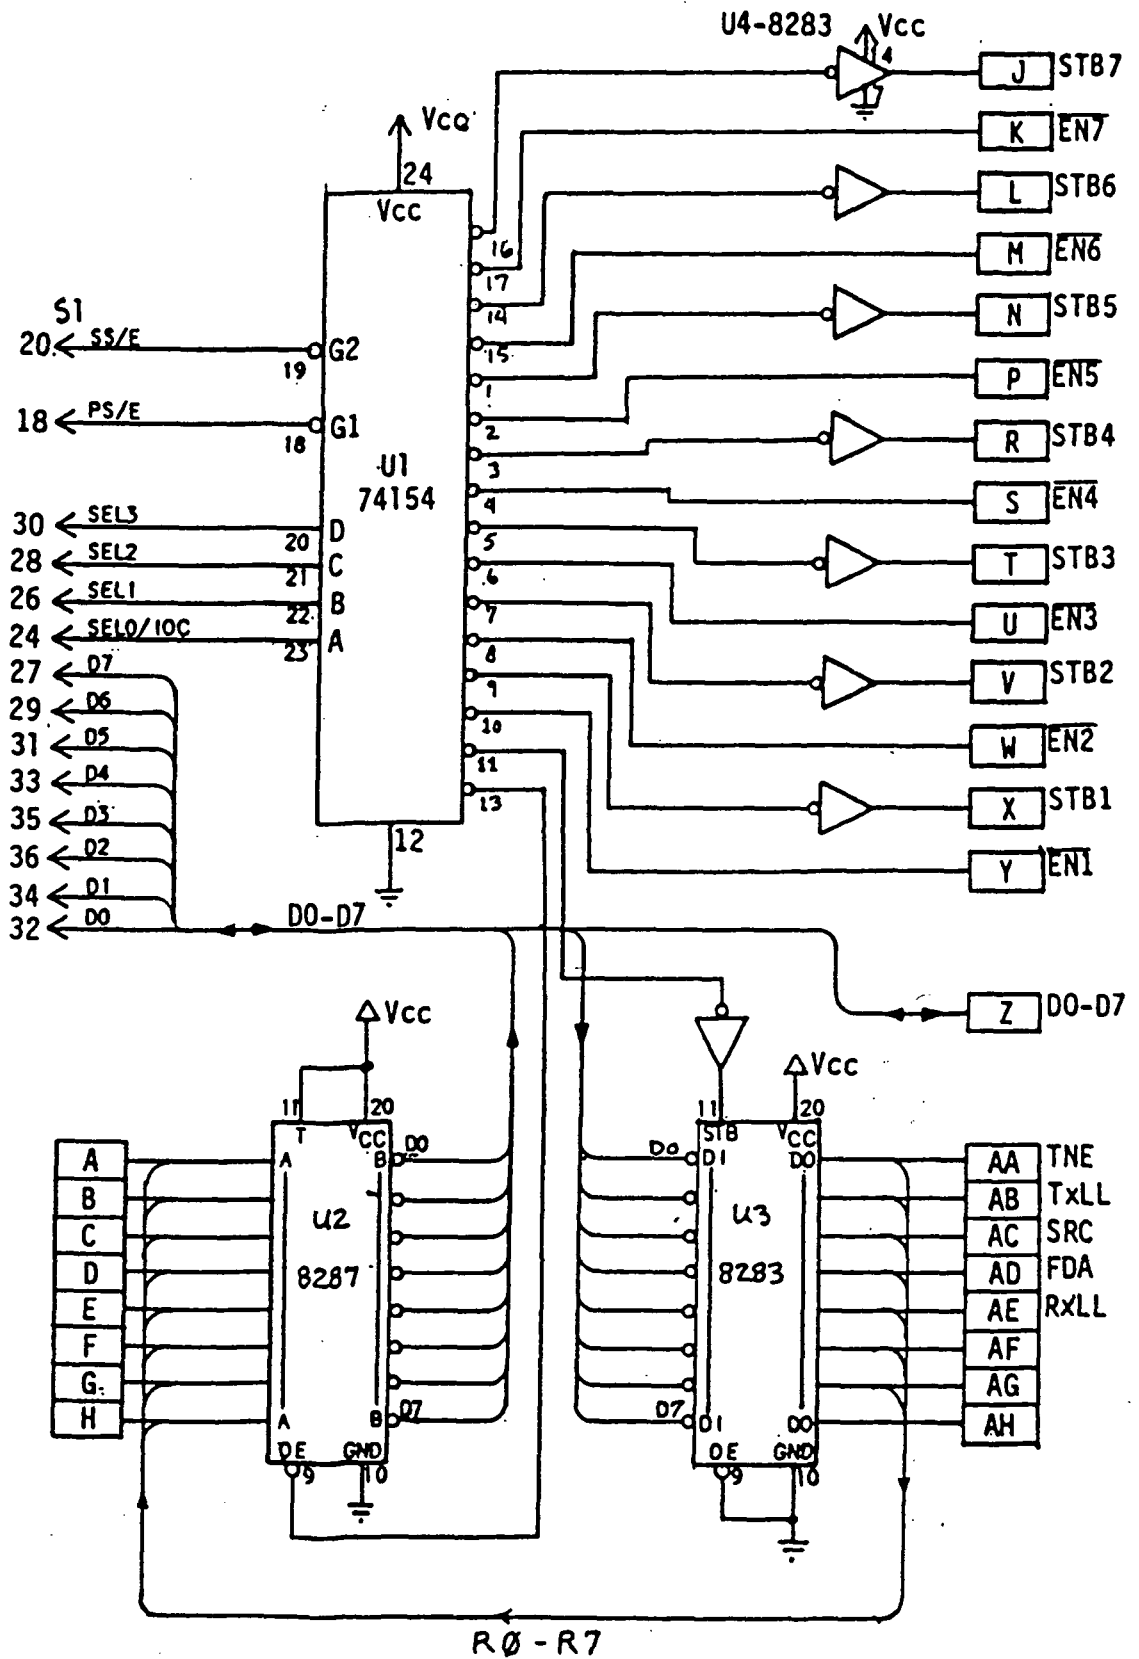 U4-8283
Vcc
4
7
J STB7
K EN7
L STB6
M EN6
N STB5
P EN5
R STB4
S EN4
T STB3
U EN3
V STB2
W EN2
X STB1
Y EN1
Z D0-D7
Vcc
24
Vcc
U1
74154
12
16
17
14
15
1
2
3
4
5
6
7
8
9
10
11
13
S1
20 SS/E 19 G2
18 PS/E 18 G1
30 SEL3 20 D
28 SEL2 21 C
26 SEL1 22 B
24 SEL0/IOC 23 A
27 D7
29 D6
31 D5
33 D4
35 D3
36 D2
34 D1
32 D0
D0-D7
Vcc
11 20
T VCC
A A B D0
B
C
D
E
F
G
H A B D7
U2
8287
OE GND
9 10
Vcc
11 20
STB VCC
D0 DI DO AA TNE
AB TxLL
AC SRC
AD FDA
AE RxLL
AF
AG
D7 DI DO AH
U3
8283
OE GND
9 10
RØ-R7